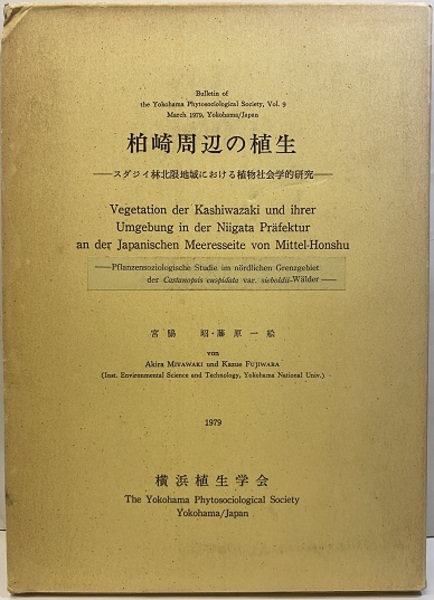 Bulletin of
the Yokohama Phytosociological Society, Vol. 9
March 1979, Yokohama/Japan
柏崎周辺の植生
——スダジイ林北限地域における植物社会学的研究——
Vegetation der Kashiwazaki und ihrer
Umgebung in der Niigata Präfektur
an der Japanischen Meeresseite von Mittel-Honshu
——Pflanzensoziologische Studie im nördlichen Grenzgebiet
der Castanopsis cuspidata var. sieboldii-Wälder——
宮脇 昭・藤原一繪
von
Akira MIYAWAKI und Kazue FUJIWARA
(Inst. Environmental Science and Technology, Yokohama National Univ.)
1979
横浜植生学会
The Yokohama Phytosociological Society
Yokohama/Japan